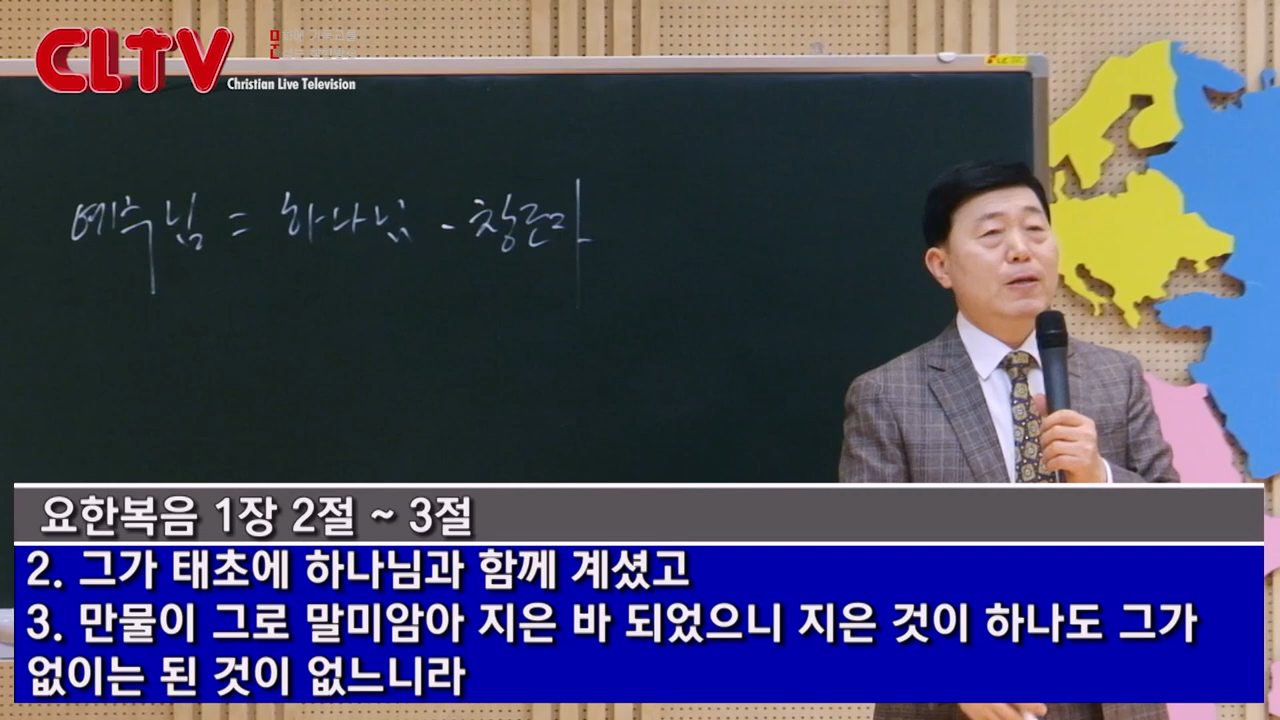 CLTV
Christian Live Television
예수님 = 하나님 - 창조자
LG
요한복음 1장 2절 ~ 3절
2. 그가 태초에 하나님과 함께 계셨고
3. 만물이 그로 말미암아 지은 바 되었으니 지은 것이 하나도 그가
없이는 된 것이 없느니라